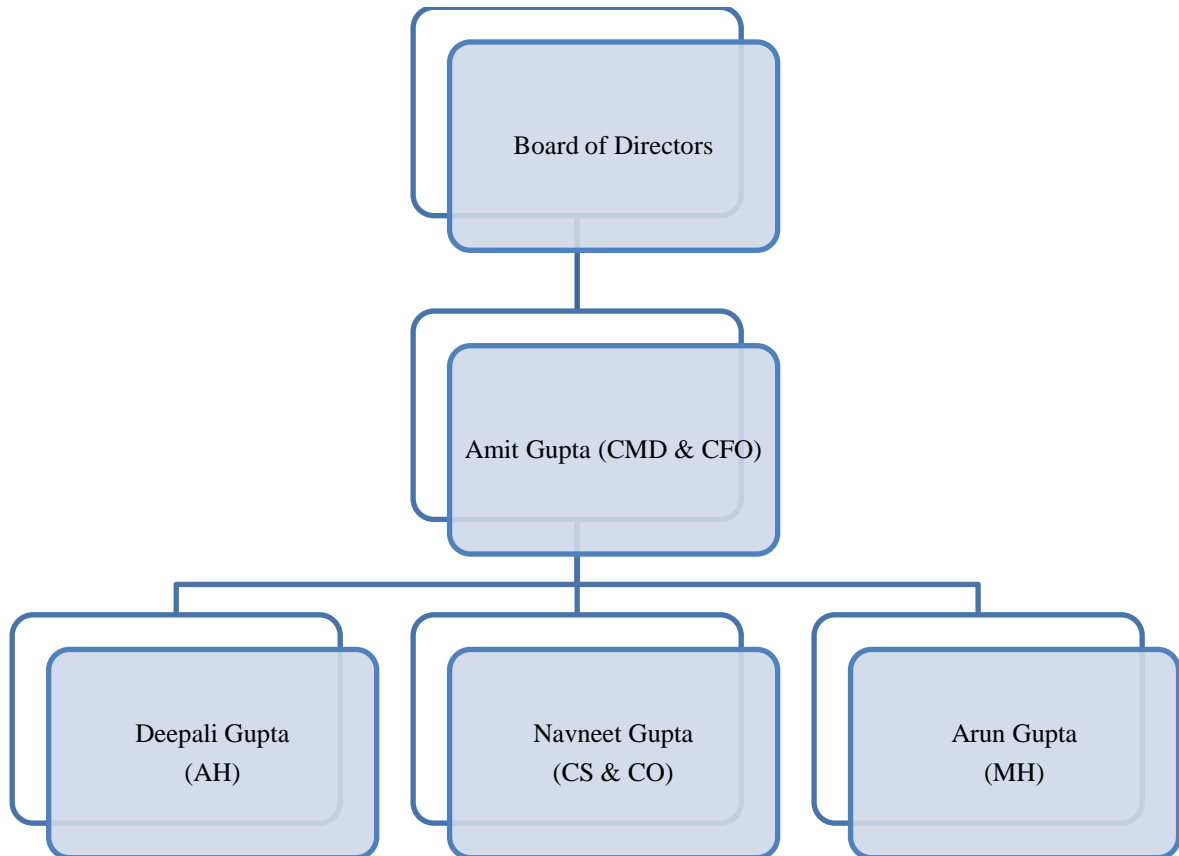 Board of Directors
Amit Gupta (CMD & CFO)
Deepali Gupta
(AH)
Navneet Gupta
(CS & CO)
Arun Gupta
(MH)